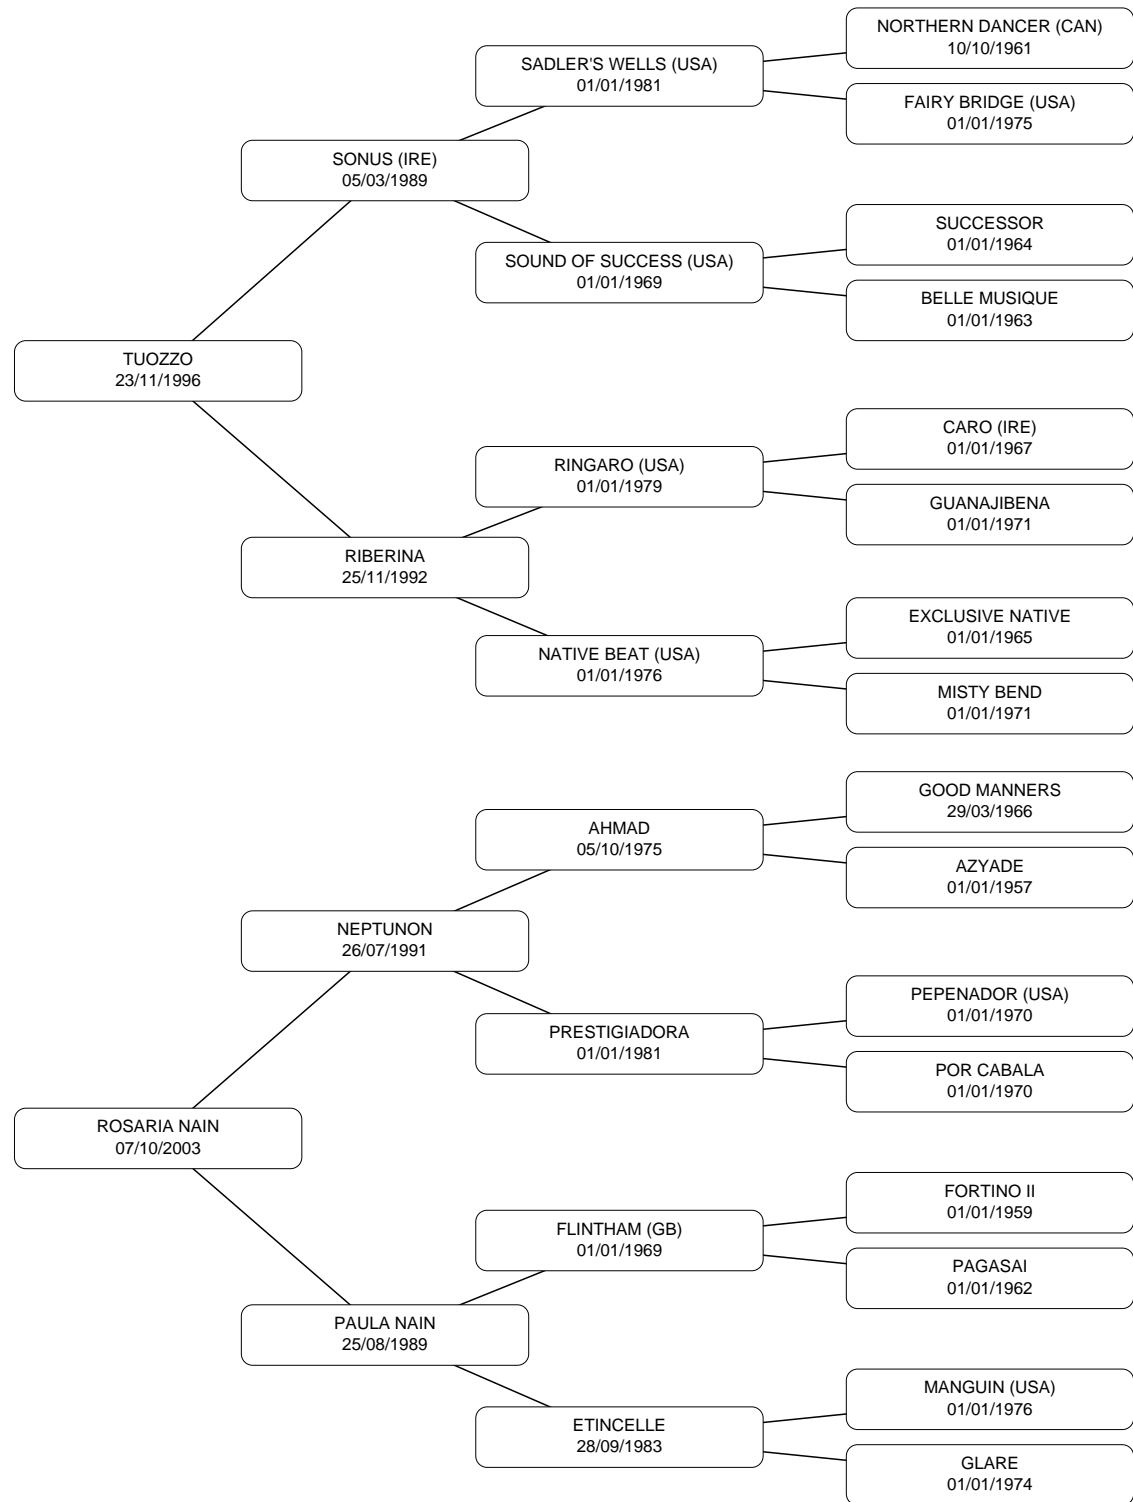 NORTHERN DANCER (CAN)
10/10/1961
SADLER'S WELLS (USA)
01/01/1981
FAIRY BRIDGE (USA)
01/01/1975
SONUS (IRE)
05/03/1989
SUCCESSOR
01/01/1964
SOUND OF SUCCESS (USA)
01/01/1969
BELLE MUSIQUE
01/01/1963
TUOZZO
23/11/1996
CARO (IRE)
01/01/1967
RINGARO (USA)
01/01/1979
GUANAJIBENA
01/01/1971
RIBERINA
25/11/1992
EXCLUSIVE NATIVE
01/01/1965
NATIVE BEAT (USA)
01/01/1976
MISTY BEND
01/01/1971
GOOD MANNERS
29/03/1966
AHMAD
05/10/1975
AZYADE
01/01/1957
NEPTUNON
26/07/1991
PEPENADOR (USA)
01/01/1970
PRESTIGIADORA
01/01/1981
POR CABALA
01/01/1970
ROSARIA NAIN
07/10/2003
FORTINO II
01/01/1959
FLINTHAM (GB)
01/01/1969
PAGASAI
01/01/1962
PAULA NAIN
25/08/1989
MANGUIN (USA)
01/01/1976
ETINCELLE
28/09/1983
GLARE
01/01/1974